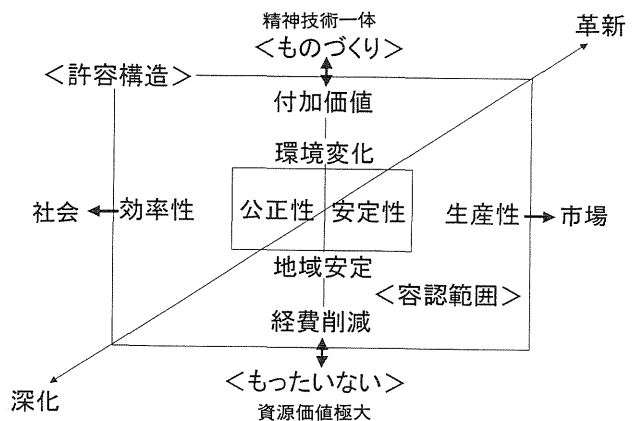 精神技術一体
革新
＜ものづくり＞
＜許容構造＞
付加価値
環境変化
社会 効率性 公正性 安定性 生産性 市場
地域安定
＜容認範囲＞
経費削減
＜もったいない＞
深化
資源価値極大